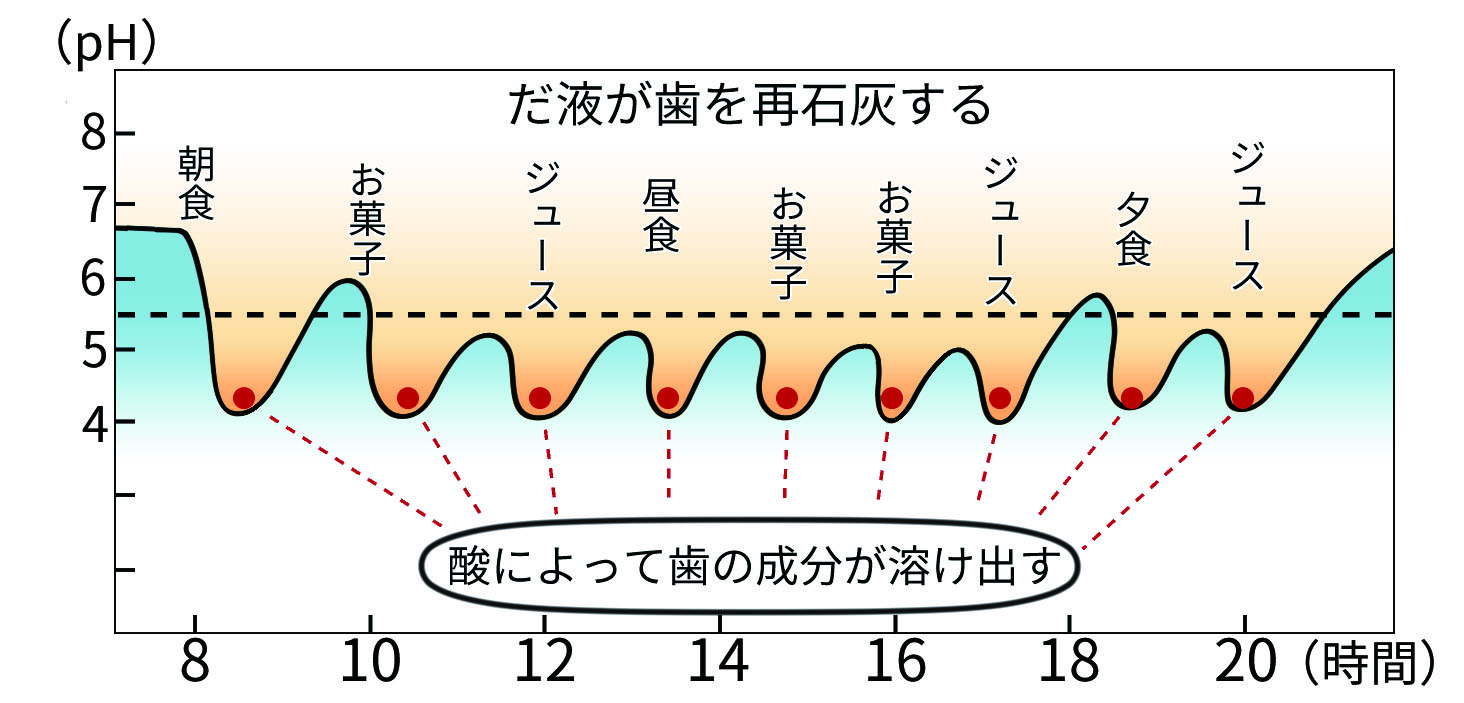 （pH）
だ液が歯を再石灰する
8
7
6
5
4
朝食
お菓子
ジュース
昼食
お菓子
お菓子
ジュース
夕食
ジュース
酸によって歯の成分が溶け出す
8 10 12 14 16 18 20（時間）